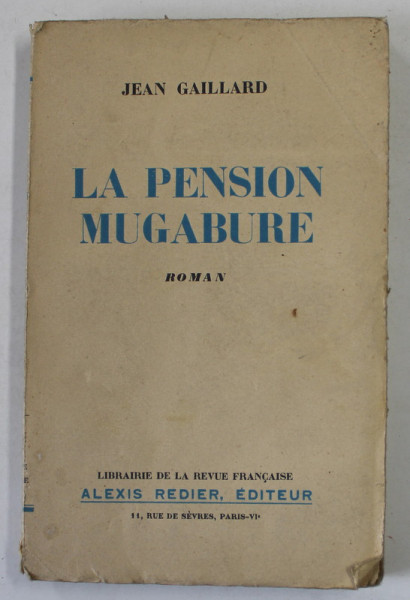 JEAN GAILLARD
LA PENSION
MUGABURE
ROMAN
LIBRAIRIE DE LA REVUE FRANÇAISE
ALEXIS REDIER, ÉDITEUR
11, RUE DE SÈVRES, PARIS-VIᵉ